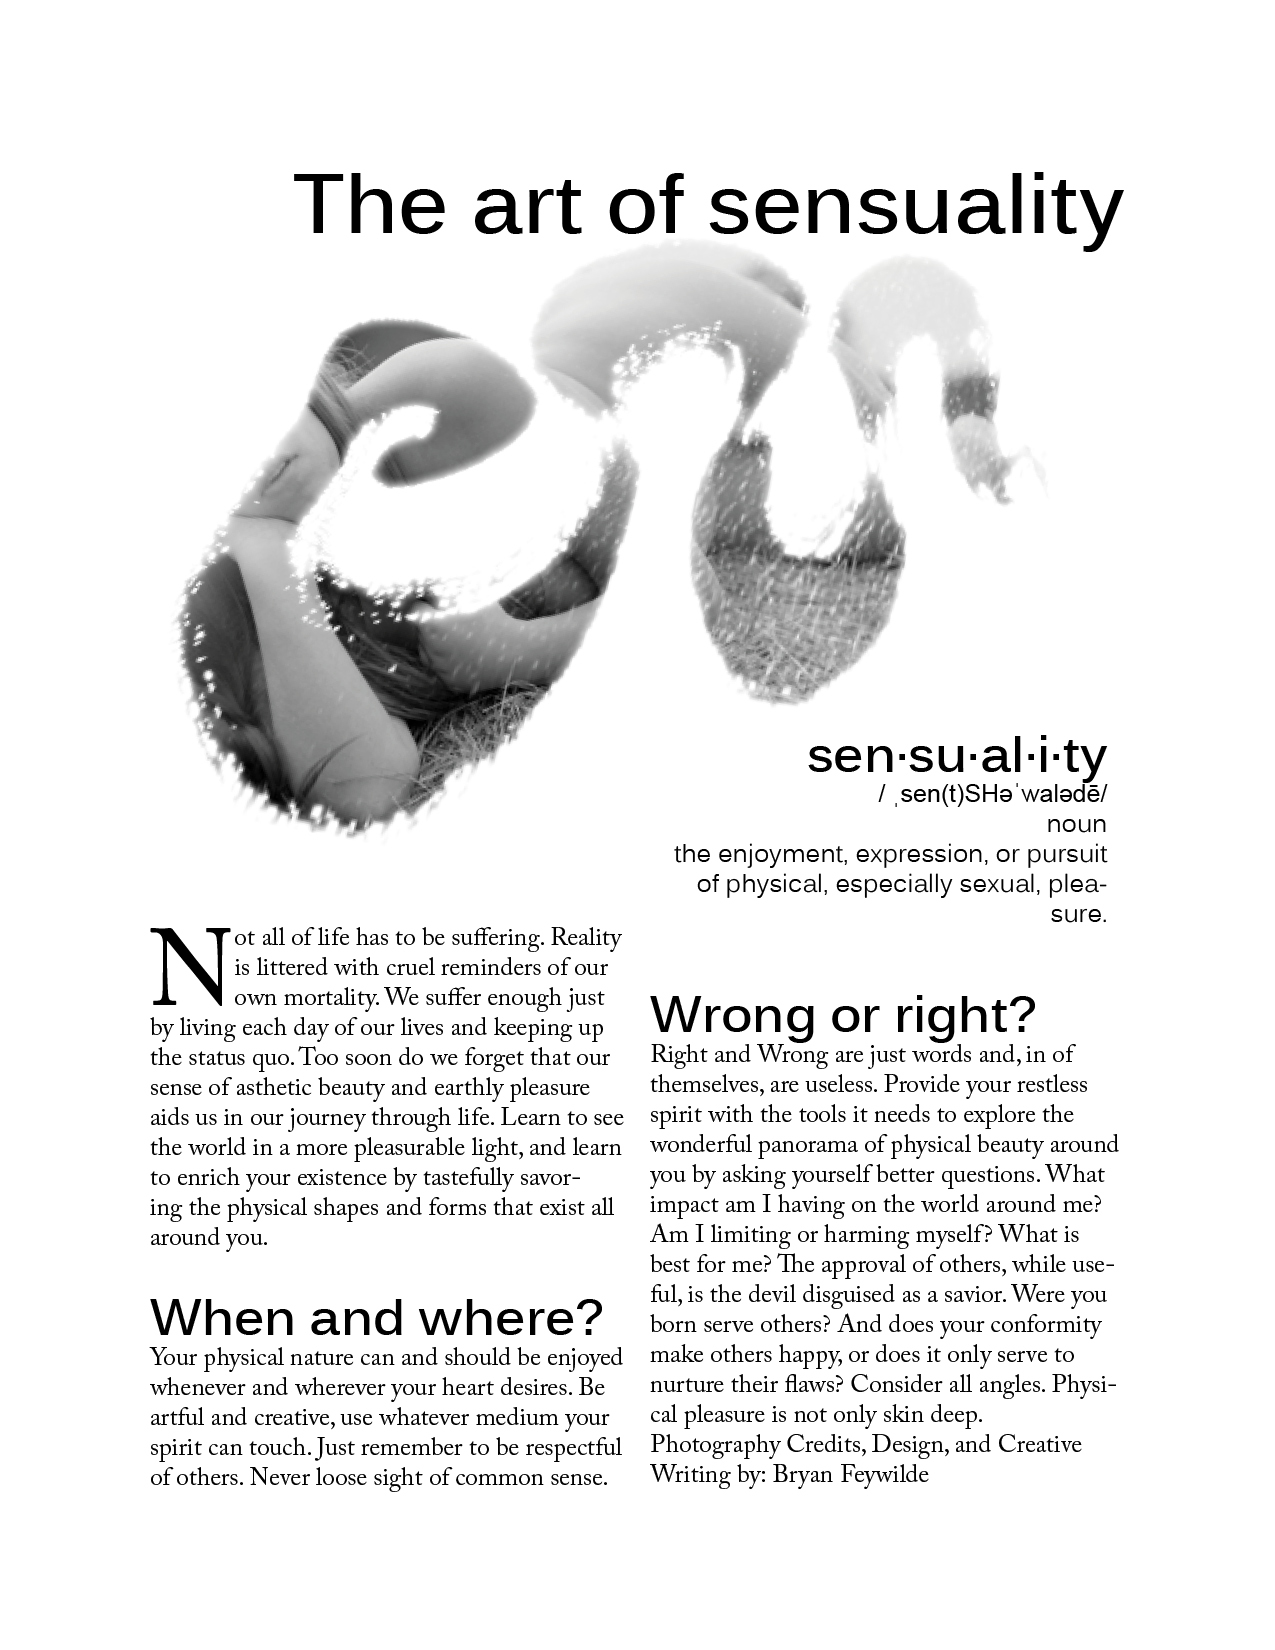 The art of sensuality
sen·su·al·i·ty
/ ˌsen(t)SHəˈwalədē/
noun
the enjoyment, expression, or pursuit
of physical, especially sexual, plea-
sure.
Not all of life has to be suffering. Reality
is littered with cruel reminders of our
own mortality. We suffer enough just
by living each day of our lives and keeping up
the status quo. Too soon do we forget that our
sense of asthetic beauty and earthly pleasure
aids us in our journey through life. Learn to see
the world in a more pleasurable light, and learn
to enrich your existence by tastefully savor-
ing the physical shapes and forms that exist all
around you.
When and where?
Your physical nature can and should be enjoyed
whenever and wherever your heart desires. Be
artful and creative, use whatever medium your
spirit can touch. Just remember to be respectful
of others. Never loose sight of common sense.
Wrong or right?
Right and Wrong are just words and, in of
themselves, are useless. Provide your restless
spirit with the tools it needs to explore the
wonderful panorama of physical beauty around
you by asking yourself better questions. What
impact am I having on the world around me?
Am I limiting or harming myself? What is
best for me? The approval of others, while use-
ful, is the devil disguised as a savior. Were you
born serve others? And does your conformity
make others happy, or does it only serve to
nurture their flaws? Consider all angles. Physi-
cal pleasure is not only skin deep.
Photography Credits, Design, and Creative
Writing by: Bryan Feywilde